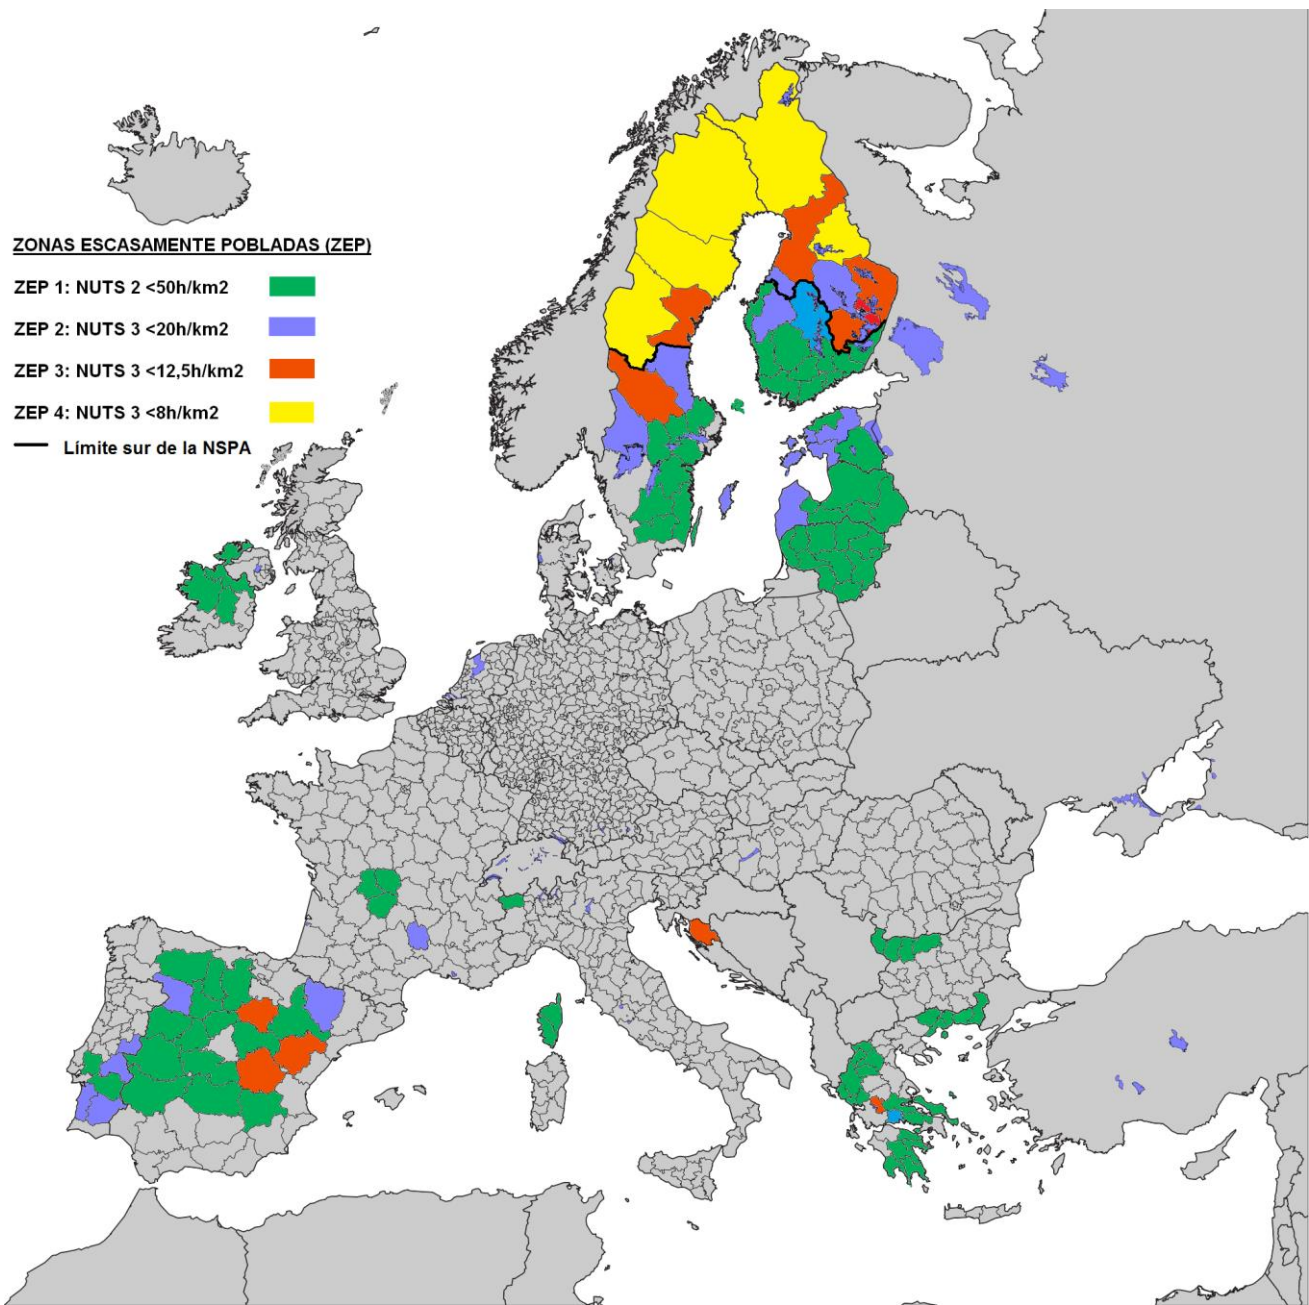 ZONAS ESCASAMENTE POBLADAS (ZEP)
ZEP 1: NUTS 2 <50h/km2
ZEP 2: NUTS 3 <20h/km2
ZEP 3: NUTS 3 <12,5h/km2
ZEP 4: NUTS 3 <8h/km2
Límite sur de la NSPA